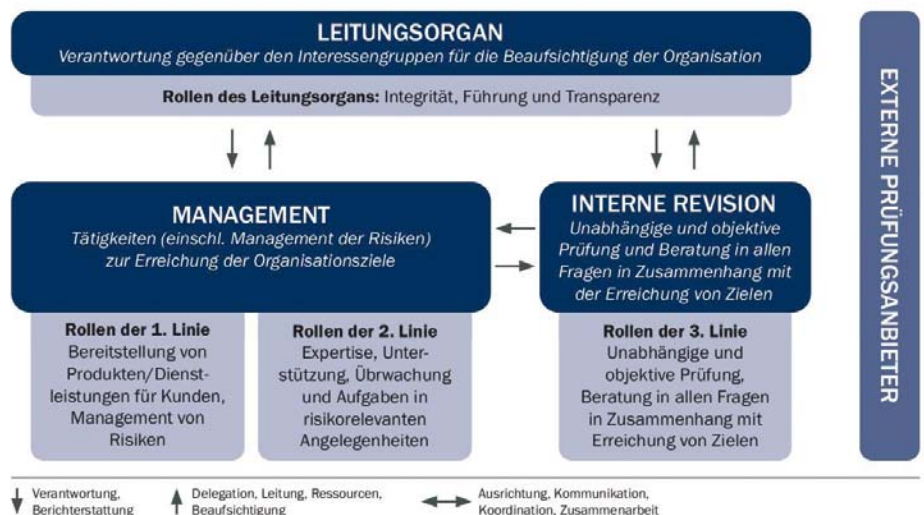 LEITUNGSORGAN
Verantwortung gegenüber den Interessengruppen für die Beaufsichtigung der Organisation
Rollen des Leitungsorgans: Integrität, Führung und Transparenz
MANAGEMENT
Tätigkeiten (einschl. Management der Risiken)
zur Erreichung der Organisationsziele
INTERNE REVISION
Unabhängige und objektive
Prüfung und Beratung in allen
Fragen in Zusammenhang mit
der Erreichung von Zielen
Rollen der 1. Linie
Bereitstellung von
Produkten/Dienst-
leistungen für Kunden,
Management von
Risiken
Rollen der 2. Linie
Expertise, Unter-
stützung, Übrwachung
und Aufgaben in
risikorelevanten
Angelegenheiten
Rollen der 3. Linie
Unabhängige und
objektive Prüfung,
Beratung in allen Fragen
in Zusammenhang mit
Erreichung von Zielen
EXTERNE PRÜFUNGSANBIETER
Verantwortung,
Berichterstattung
Delegation, Leitung, Ressourcen,
Beaufsichtigung
Ausrichtung, Kommunikation,
Koordination, Zusammenarbeit